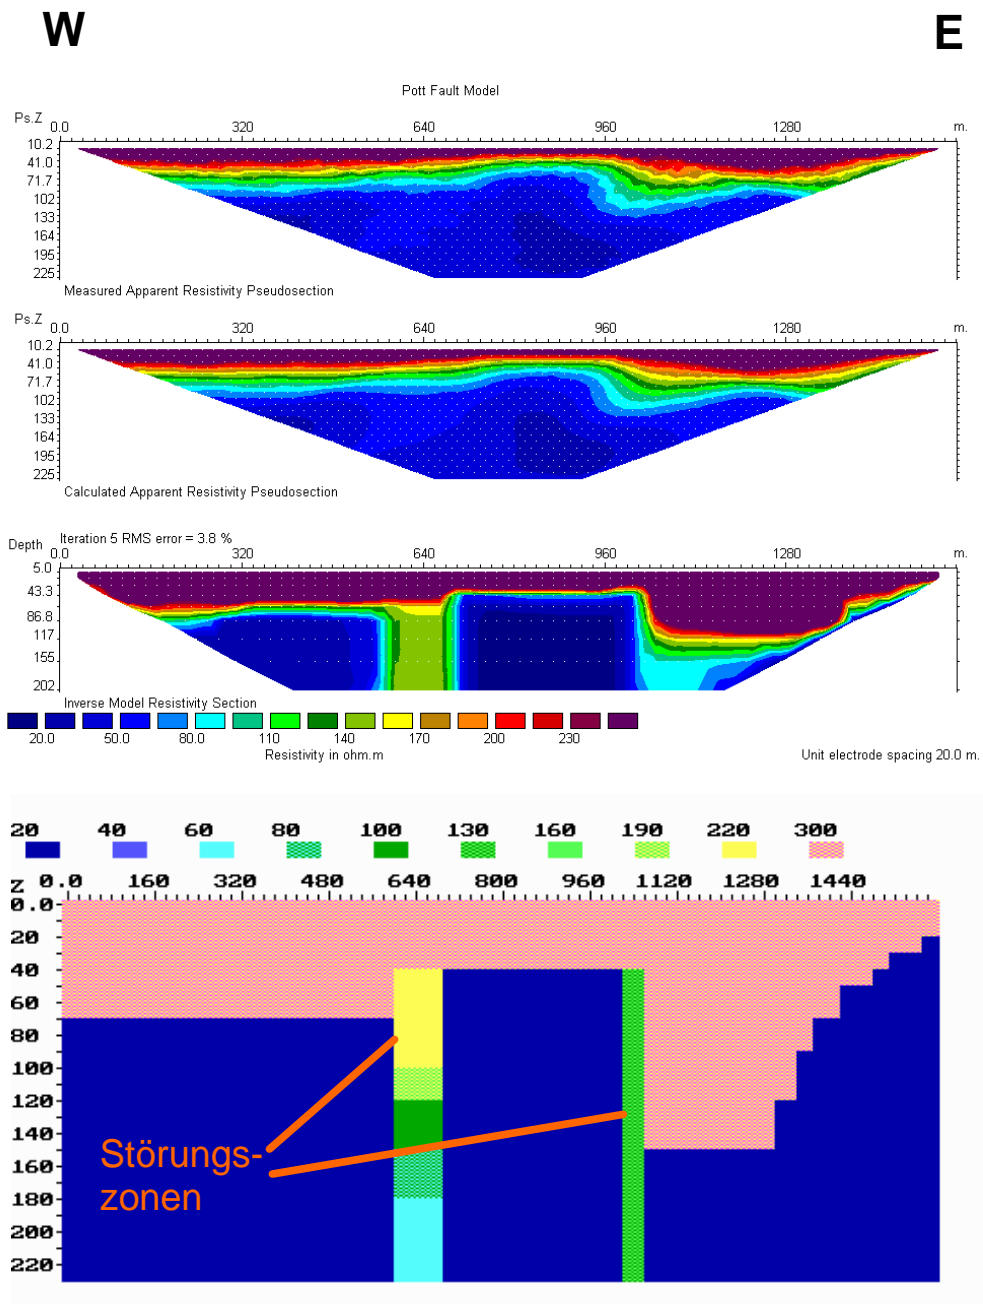 W E
Pott Fault Model
Ps.Z 0.0 320 640 960 1280 m.
10.2
41.0
71.7
102
133
164
195
225
Measured Apparent Resistivity Pseudosection
Ps.Z 0.0 320 640 960 1280 m.
10.2
41.0
71.7
102
133
164
195
225
Calculated Apparent Resistivity Pseudosection
Iteration 5 RMS error = 3.8 %
Depth 0.0 320 640 960 1280 m.
5.0
43.3
86.8
117
155
202
Inverse Model Resistivity Section
20.0 50.0 80.0 110 140 170 200 230
Resistivity in ohm.m Unit electrode spacing 20.0 m.
20 40 60 80 100 130 160 190 220 300
Z 0.0 160 320 480 640 800 960 1120 1280 1440
0.0
20
40
60
80
100
120
140
160
180
200
220
Störungs-
zonen